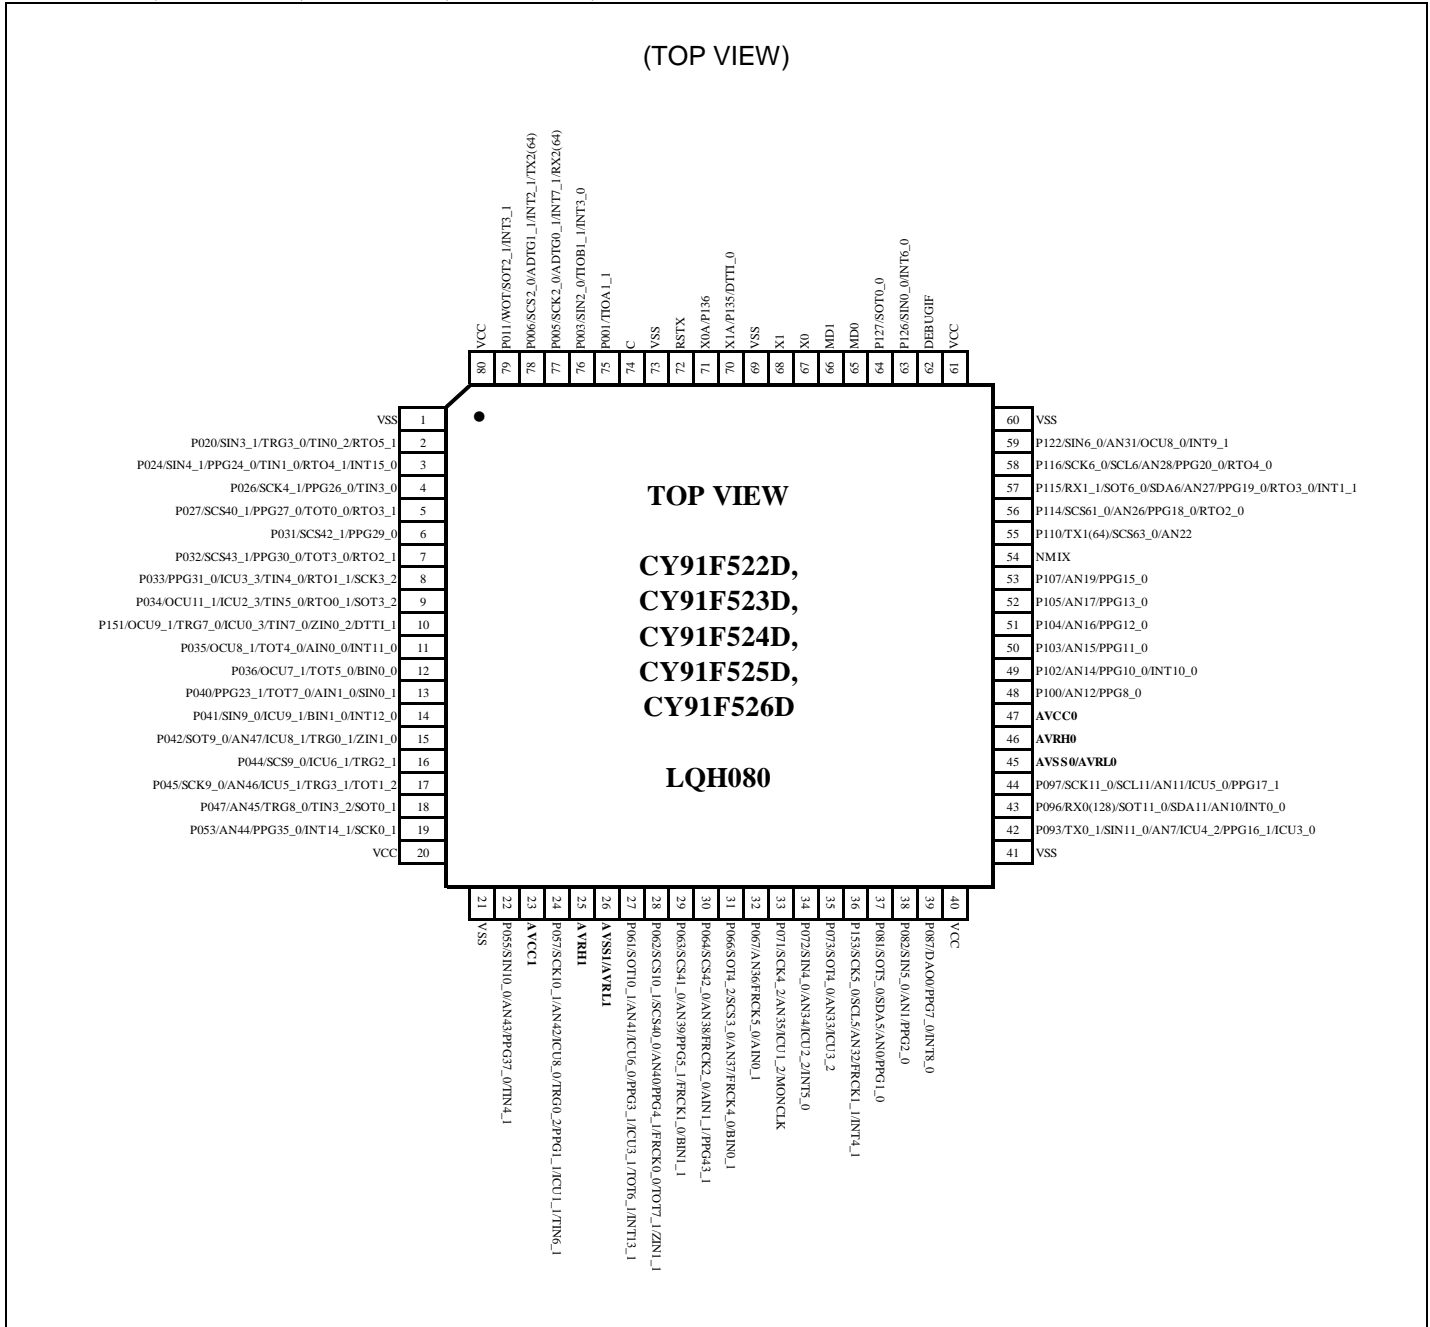 (TOP VIEW)
80 VCC
79 P011/WOT/SOT2_1/INT3_1
78 P006/SCS2_0/ADTG1_1/INT2_1/TX2(64)
77 P005/SCK2_0/ADTG0_1/INT7_1/RX2(64)
76 P003/SIN2_0/TIOB1_1/INT3_0
75 P001/TIOA1_1
74 C
73 VSS
72 RSTX
71 X0A/P136
70 X1A/P135/DTTI_0
69 VSS
68 X1
67 X0
66 MD1
65 MD0
64 P127/SOT0_0
63 P126/SIN0_0/INT6_0
62 DEBUGIF
61 VCC
VSS 1
P020/SIN3_1/TRG3_0/TIN0_2/RTO5_1 2
P024/SIN4_1/PPG24_0/TIN1_0/RTO4_1/INT15_0 3
P026/SCK4_1/PPG26_0/TIN3_0 4
P027/SCS40_1/PPG27_0/TOT0_0/RTO3_1 5
P031/SCS42_1/PPG29_0 6
P032/SCS43_1/PPG30_0/TOT3_0/RTO2_1 7
P033/PPG31_0/ICU3_3/TIN4_0/RTO1_1/SCK3_2 8
P034/OCU11_1/ICU2_3/TIN5_0/RTO0_1/SOT3_2 9
P151/OCU9_1/TRG7_0/ICU0_3/TIN7_0/ZIN0_2/DTTI_1 10
P035/OCU8_1/TOT4_0/AIN0_0/INT11_0 11
P036/OCU7_1/TOT5_0/BIN0_0 12
P040/PPG23_1/TOT7_0/AIN1_0/SIN0_1 13
P041/SIN9_0/ICU9_1/BIN1_0/INT12_0 14
P042/SOT9_0/AN47/ICU8_1/TRG0_1/ZIN1_0 15
P044/SCS9_0/ICU6_1/TRG2_1 16
P045/SCK9_0/AN46/ICU5_1/TRG3_1/TOT1_2 17
P047/AN45/TRG8_0/TIN3_2/SOT0_1 18
P053/AN44/PPG35_0/INT14_1/SCK0_1 19
VCC 20
TOP VIEW
CY91F522D,
CY91F523D,
CY91F524D,
CY91F525D,
CY91F526D
LQH080
60 VSS
59 P122/SIN6_0/AN31/OCU8_0/INT9_1
58 P116/SCK6_0/SCL6/AN28/PPG20_0/RTO4_0
57 P115/RX1_1/SOT6_0/SDA6/AN27/PPG19_0/RTO3_0/INT1_1
56 P114/SCS61_0/AN26/PPG18_0/RTO2_0
55 P110/TX1(64)/SCS63_0/AN22
54 NMIX
53 P107/AN19/PPG15_0
52 P105/AN17/PPG13_0
51 P104/AN16/PPG12_0
50 P103/AN15/PPG11_0
49 P102/AN14/PPG10_0/INT10_0
48 P100/AN12/PPG8_0
47 AVCC0
46 AVRH0
45 AVSS0/AVRL0
44 P097/SCK11_0/SCL11/AN11/ICU5_0/PPG17_1
43 P096/RX0(128)/SOT11_0/SDA11/AN10/INT0_0
42 P093/TX0_1/SIN11_0/AN7/ICU4_2/PPG16_1/ICU3_0
41 VSS
21 VSS
22 P055/SIN10_0/AN43/PPG37_0/TIN4_1
23 AVCC1
24 P057/SCK10_1/AN42/ICU8_0/TRG0_2/PPG1_1/ICU1_1/TIN6_1
25 AVRH1
26 AVSS1/AVRL1
27 P061/SOT10_1/AN41/ICU6_0/PPG3_1/ICU3_1/TOT6_1/INT13_1
28 P062/SCS10_1/SCS40_0/AN40/PPG4_1/FRCK0_0/TOT7_1/ZIN1_1
29 P063/SCS41_0/AN39/PPG5_1/FRCK1_0/BIN1_1
30 P064/SCS42_0/AN38/FRCK2_0/AIN1_1/PPG43_1
31 P066/SOT4_2/SCS3_0/AN37/FRCK4_0/BIN0_1
32 P067/AN36/FRCK5_0/AIN0_1
33 P071/SCK4_2/AN35/ICU1_2/MONCLK
34 P072/SIN4_0/AN34/ICU2_2/INT5_0
35 P073/SOT4_0/AN33/ICU3_2
36 P153/SCK5_0/SCL5/AN32/FRCK1_1/INT4_1
37 P081/SOT5_0/SDA5/AN0/PPG1_0
38 P082/SIN5_0/AN1/PPG2_0
39 P087/DAO0/PPG7_0/INT8_0
40 VCC